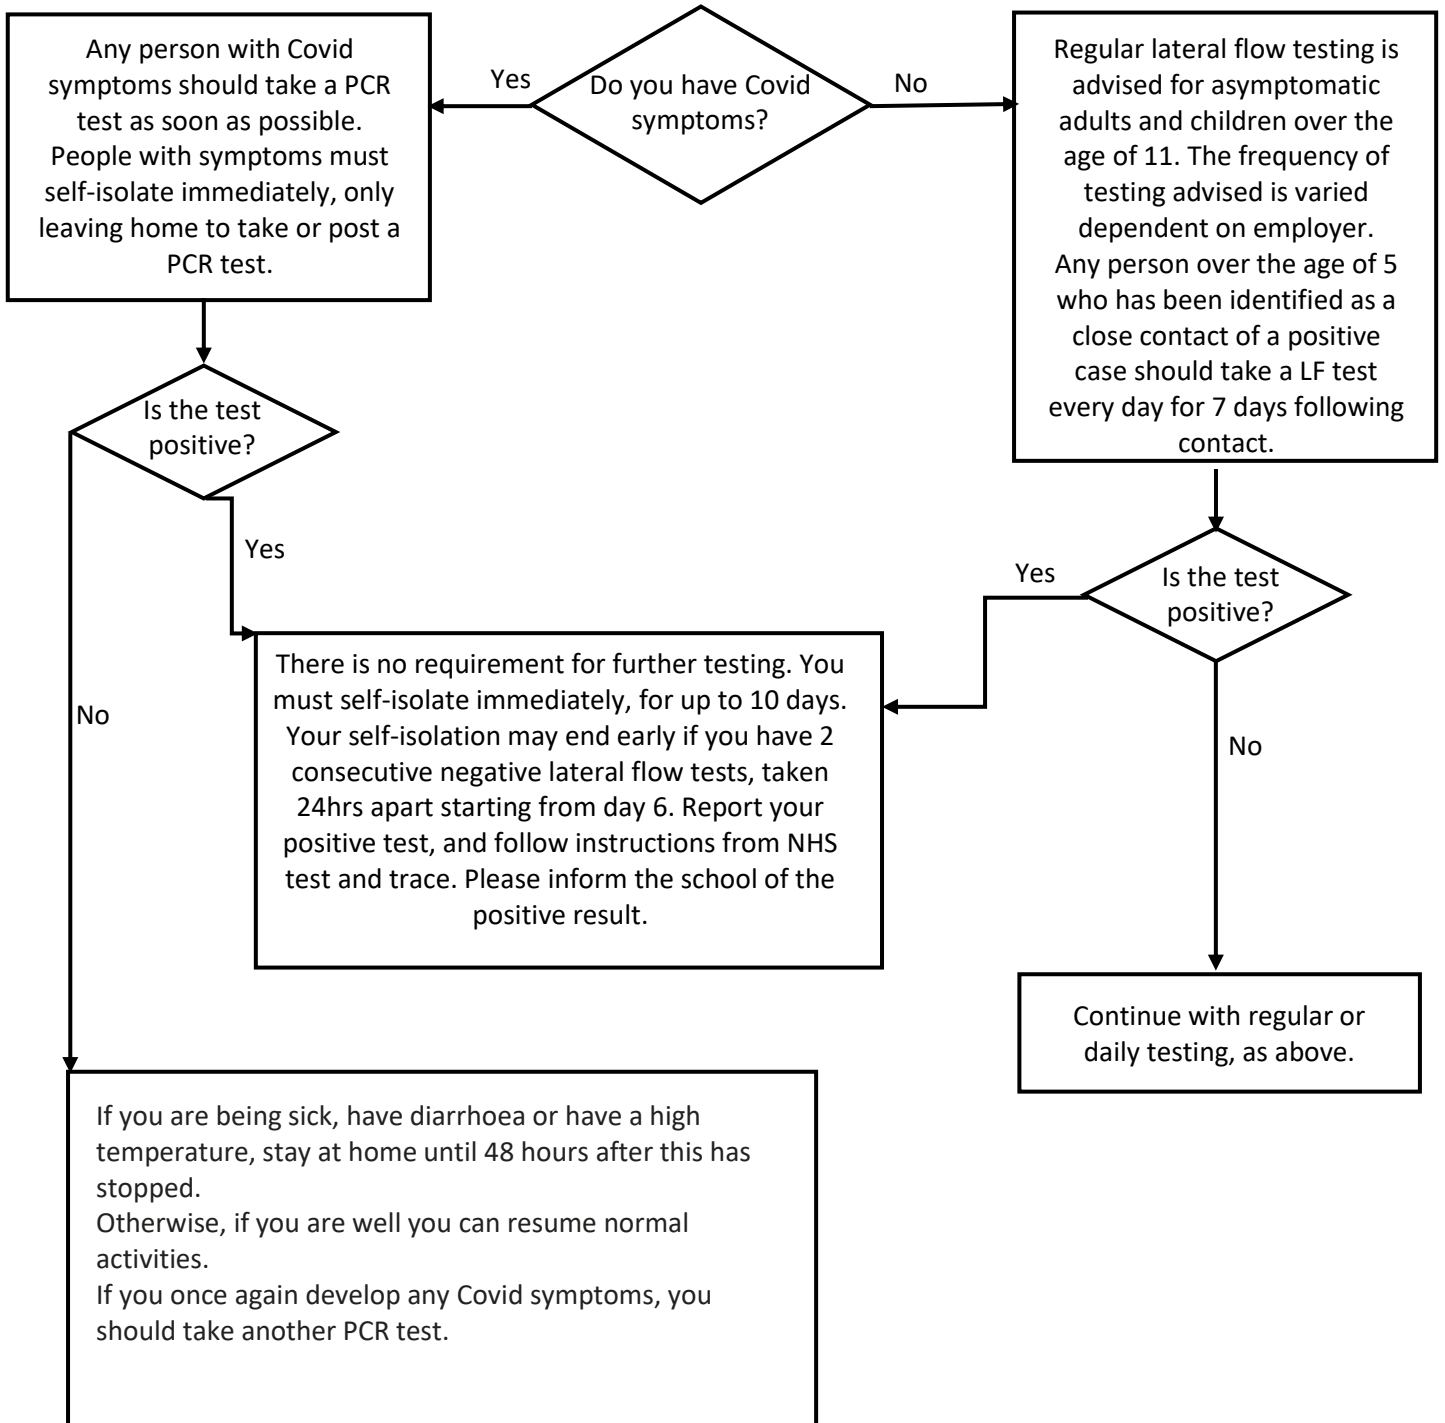 Do you have Covid
symptoms?
Yes
No
Any person with Covid
symptoms should take a PCR
test as soon as possible.
People with symptoms must
self-isolate immediately, only
leaving home to take or post a
PCR test.
Regular lateral flow testing is
advised for asymptomatic
adults and children over the
age of 11. The frequency of
testing advised is varied
dependent on employer.
Any person over the age of 5
who has been identified as a
close contact of a positive
case should take a LF test
every day for 7 days following
contact.
Is the test
positive?
Yes
No
Is the test
positive?
Yes
No
There is no requirement for further testing. You
must self-isolate immediately, for up to 10 days.
Your self-isolation may end early if you have 2
consecutive negative lateral flow tests, taken
24hrs apart starting from day 6. Report your
positive test, and follow instructions from NHS
test and trace. Please inform the school of the
positive result.
Continue with regular or
daily testing, as above.
If you are being sick, have diarrhoea or have a high
temperature, stay at home until 48 hours after this has
stopped.
Otherwise, if you are well you can resume normal
activities.
If you once again develop any Covid symptoms, you
should take another PCR test.